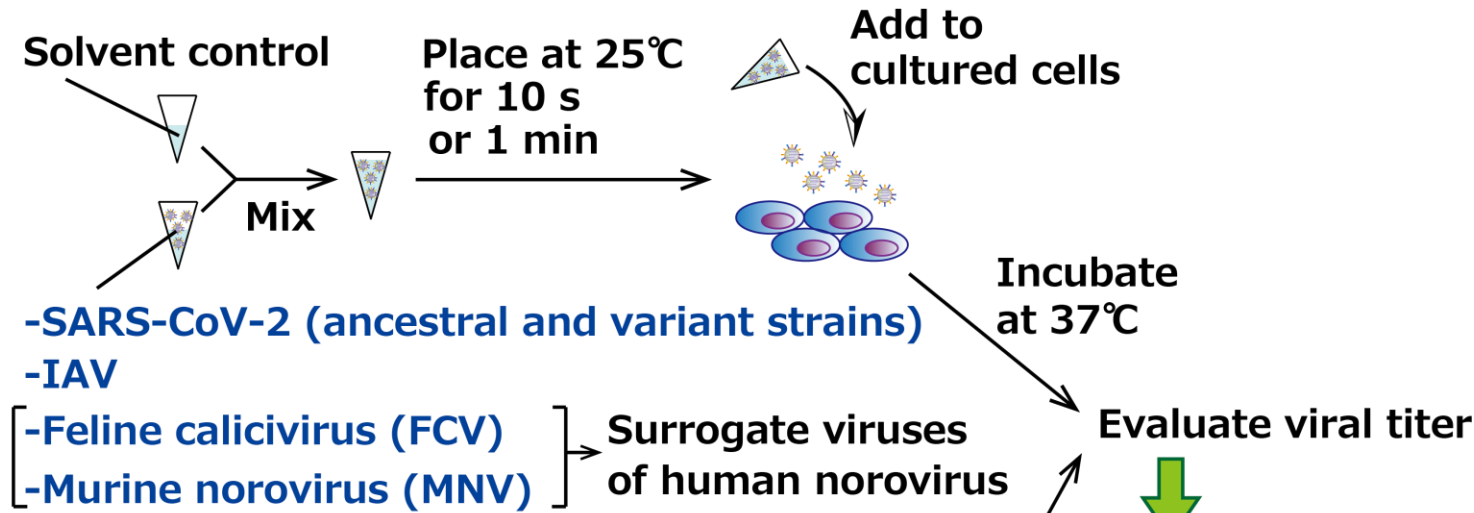 Solvent control
Place at 25℃
for 10 s
or 1 min
Add to
cultured cells
Mix
Incubate
at 37℃
-SARS-CoV-2 (ancestral and variant strains)
-IAV
-Feline calicivirus (FCV)
-Murine norovirus (MNV)
Surrogate viruses
of human norovirus
Evaluate viral titer